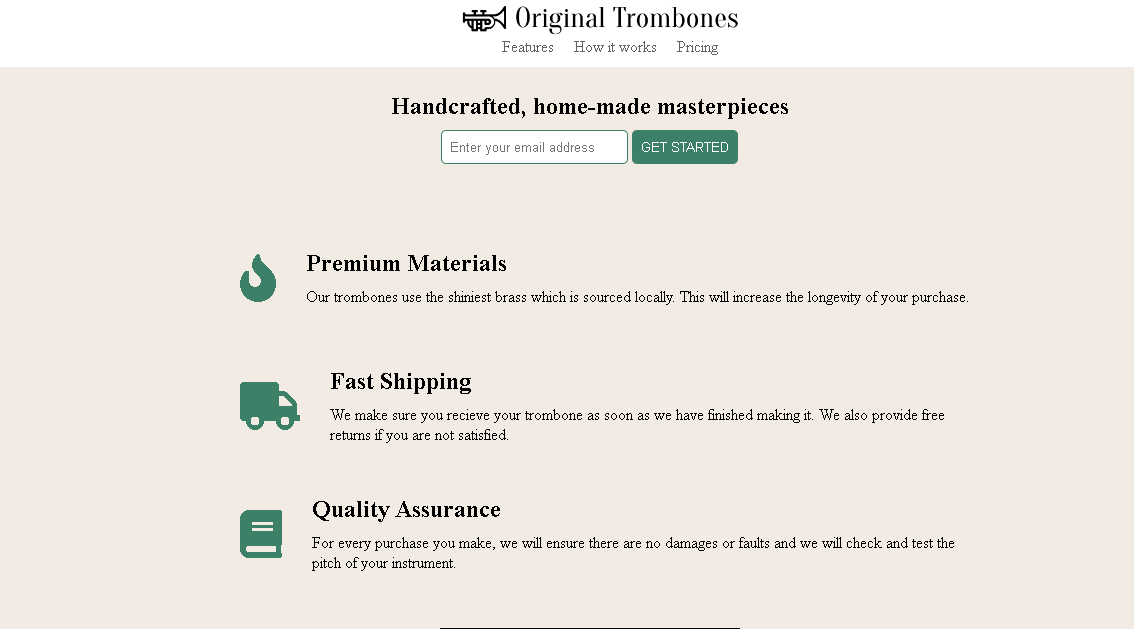 Original Trombones
Features How it works Pricing
Handcrafted, home-made masterpieces
Enter your email address GET STARTED
Premium Materials
Our trombones use the shiniest brass which is sourced locally. This will increase the longevity of your purchase.
Fast Shipping
We make sure you recieve your trombone as soon as we have finished making it. We also provide free
returns if you are not satisfied.
Quality Assurance
For every purchase you make, we will ensure there are no damages or faults and we will check and test the
pitch of your instrument.